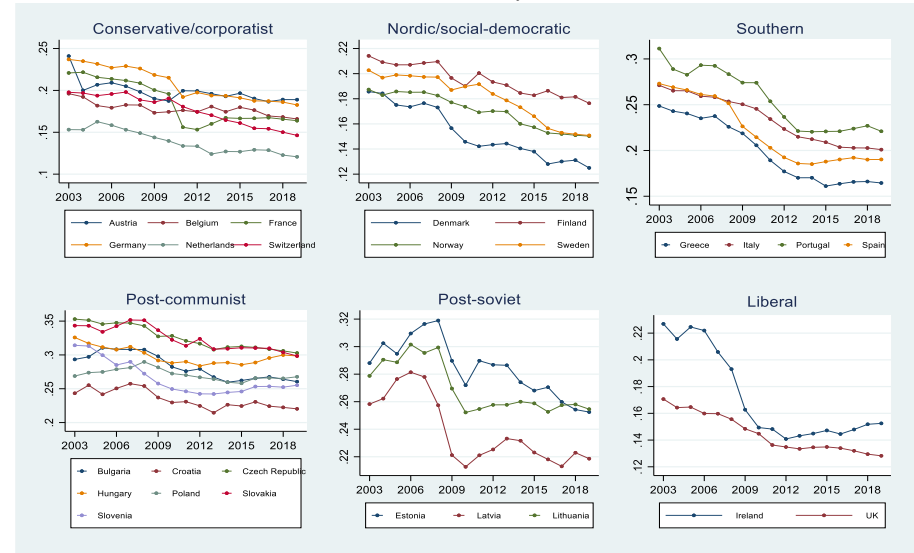 Conservative/corporatist
.25
.2
.15
.1
2003 2006 2009 2012 2015 2018
Austria Belgium France
Germany Netherlands Switzerland
Nordic/social-democratic
.22
.2
.18
.16
.14
.12
2003 2006 2009 2012 2015 2018
Denmark Finland
Norway Sweden
Southern
.3
.25
.2
.15
2003 2006 2009 2012 2015 2018
Greece Italy Portugal Spain
Post-communist
.35
.3
.25
.2
2003 2006 2009 2012 2015 2018
Bulgaria Croatia Czech Republic
Hungary Poland Slovakia
Slovenia
Post-soviet
.32
.3
.28
.26
.24
.22
2003 2006 2009 2012 2015 2018
Estonia Latvia Lithuania
Liberal
.22
.2
.18
.16
.14
.12
2003 2006 2009 2012 2015 2018
Ireland UK